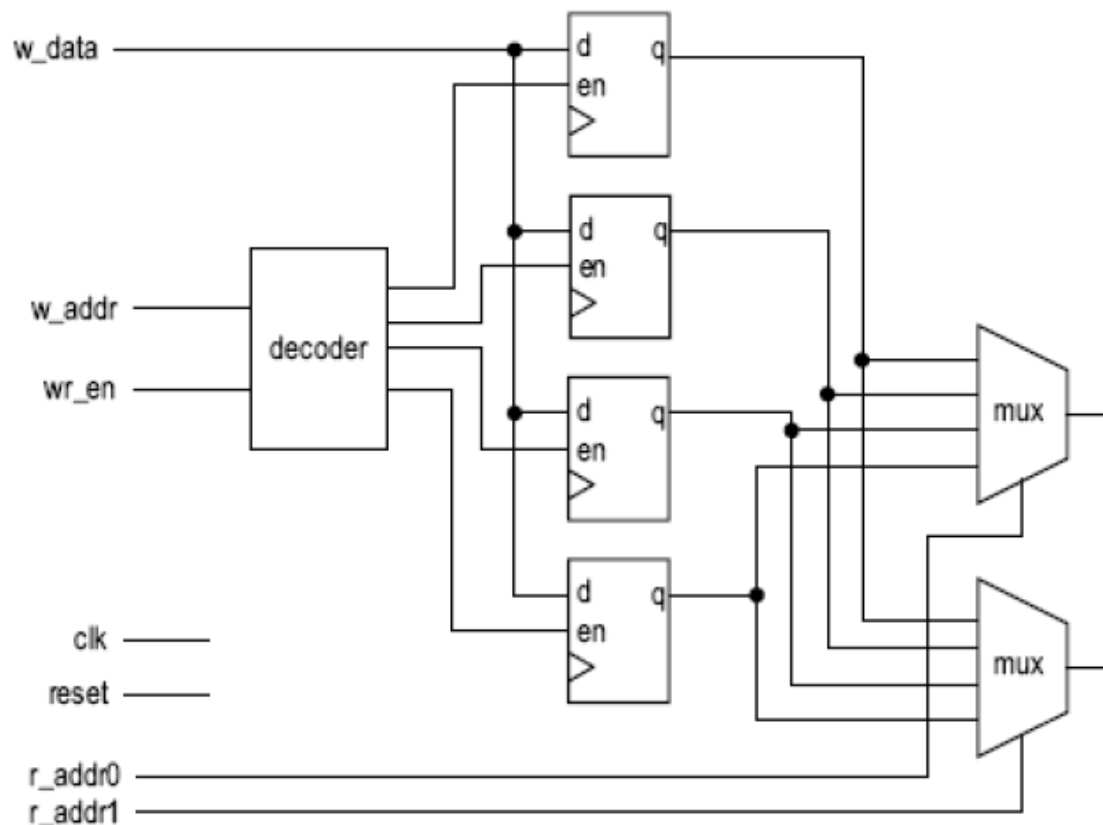 w_data
d
q
en
d
q
en
w_addr
decoder
wr_en
d
q
en
mux
d
q
en
clk
mux
reset
r_addr0
r_addr1